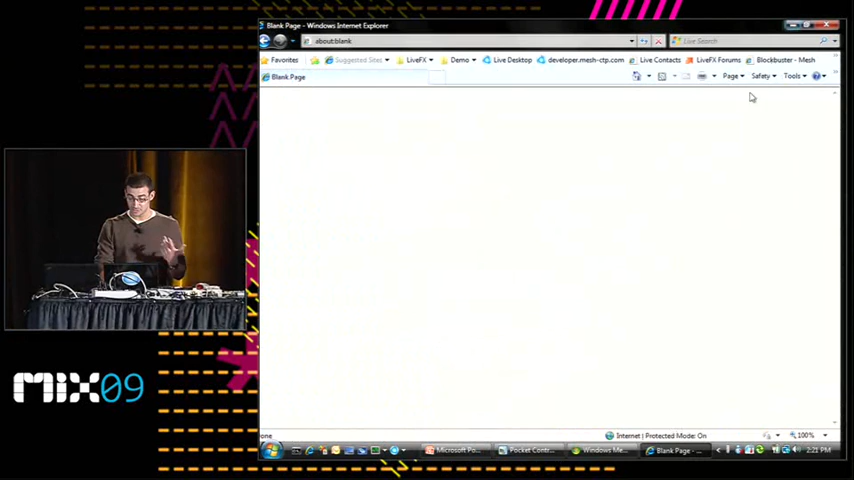 Blank Page - Windows Internet Explorer
about:blank
Live Search
Favorites
Suggested Sites
LiveFX
Demo
Live Desktop
developer.mesh-ctp.com
Live Contacts
LiveFX Forums
Blockbuster - Mesh
Blank Page
Page
Safety
Tools
MIX09
one
Internet | Protected Mode: On
100%
Microsoft Po...
Pocket Contr...
Windows Me...
Blank Page - ...
2:21 PM